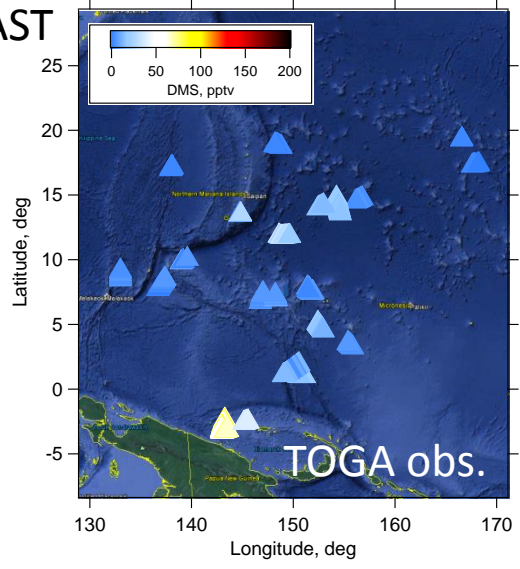 AST
0 50 100 150 200
DMS, pptv
25
20
15
10
5
0
-5
Latitude, deg
Northern Mariana Islands
Saipan
Micronesia
Papua New Guinea
TOGA obs.
130 140 150 160 170
Longitude, deg